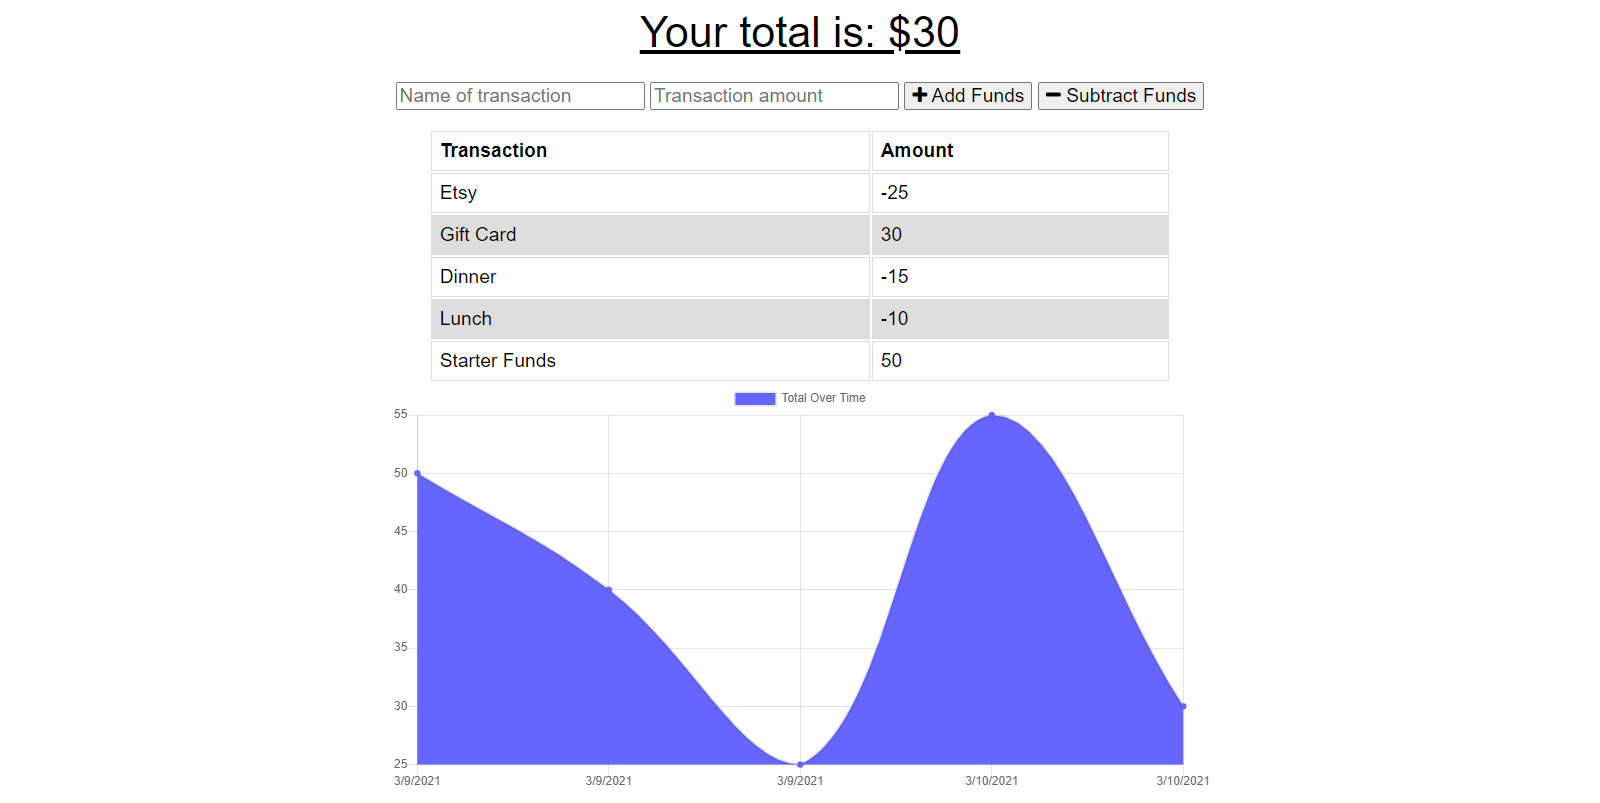 Your total is: $30
Name of transaction Transaction amount Add Funds Subtract Funds
Transaction Amount
Etsy -25
Gift Card 30
Dinner -15
Lunch -10
Starter Funds 50
Total Over Time
55
50
45
40
35
30
25
3/9/2021 3/9/2021 3/9/2021 3/10/2021 3/10/2021